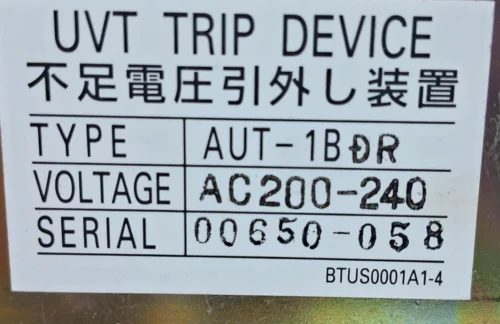 UVT TRIP DEVICE
不足電圧引外し装置
TYPE AUT-1BDR
VOLTAGE AC200-240
SERIAL 00650-058
BTUS0001A1-4